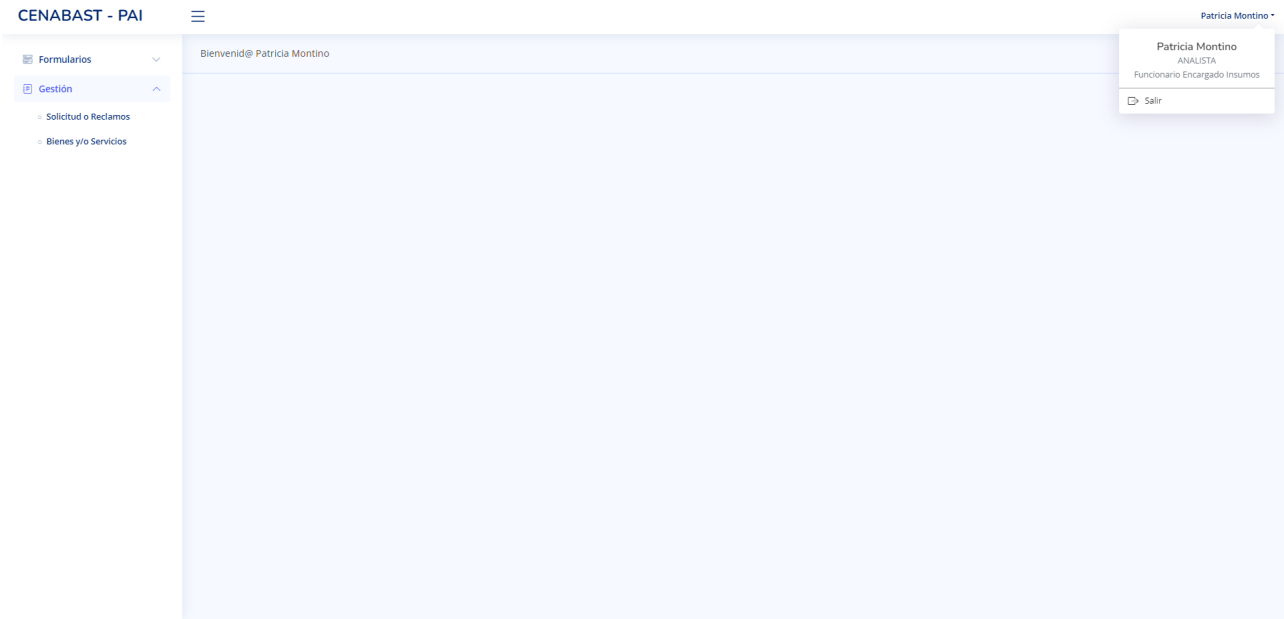 CENABAST - PAI
Patricia Montino
Patricia Montino
ANALISTA
Funcionario Encargado Insumos
Salir
Formularios
Gestión
Solicitud o Reclamos
Bienes y/o Servicios
Bienvenid@ Patricia Montino